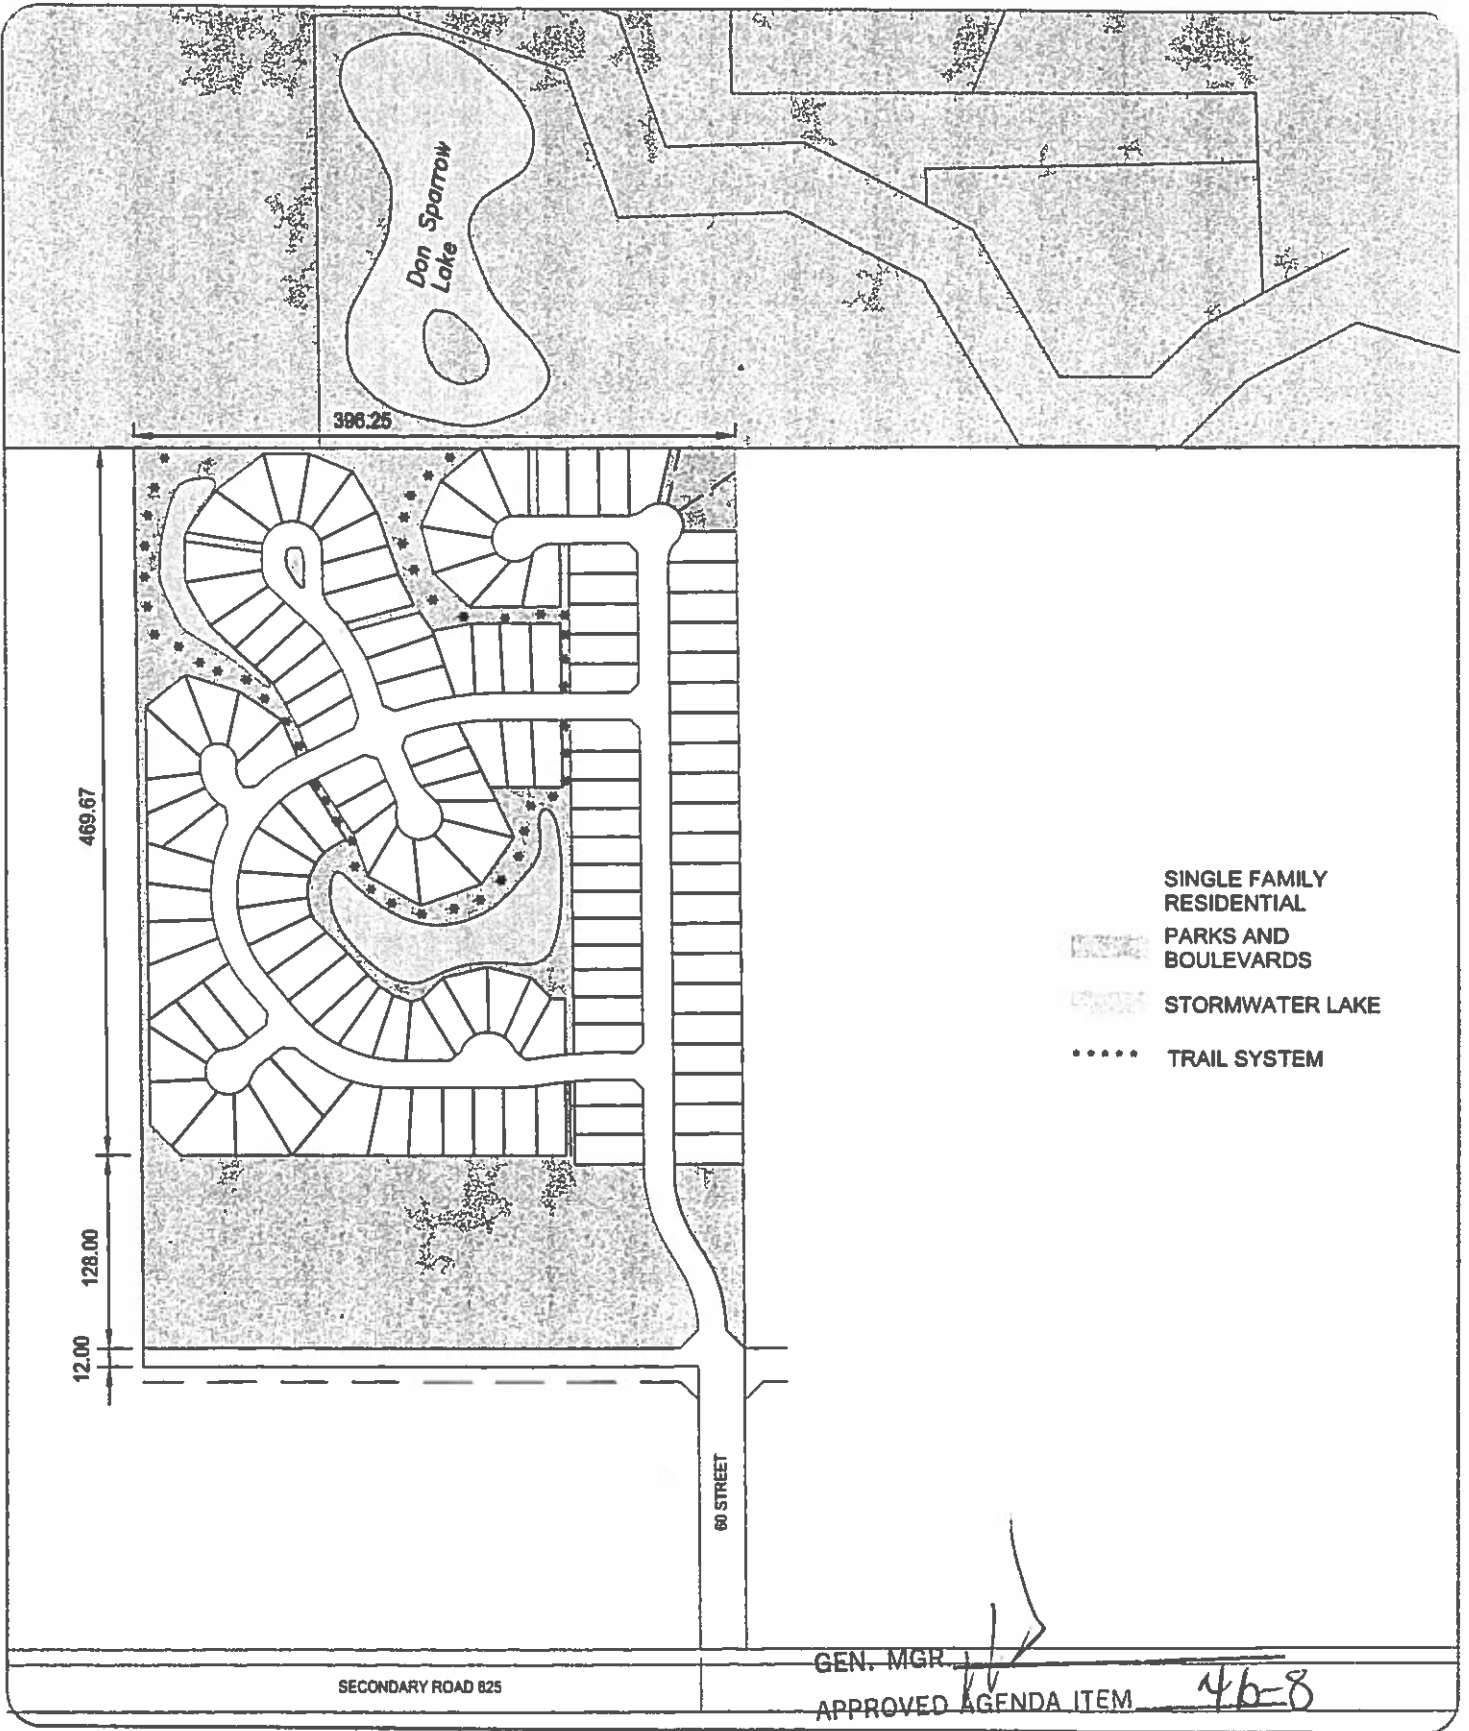 Don Sparrow
Lake
396.25
469.67
SINGLE FAMILY
RESIDENTIAL
PARKS AND
BOULEVARDS
STORMWATER LAKE
TRAIL SYSTEM
128.00
12.00
60 STREET
GEN. MGR
SECONDARY ROAD 825
APPROVED AGENDA ITEM 4b-8